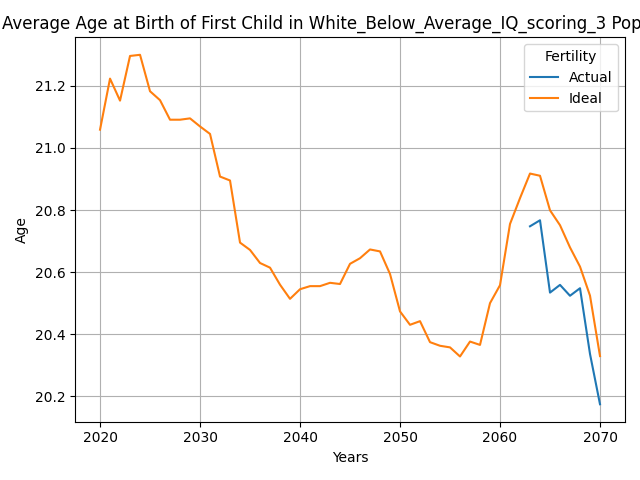 Average Age at Birth of First Child in White_Below_Average_IQ_scoring_3 Pop
Fertility
Actual
Ideal
21.2
21.0
20.8
20.6
20.4
20.2
Age
2020 2030 2040 2050 2060 2070
Years